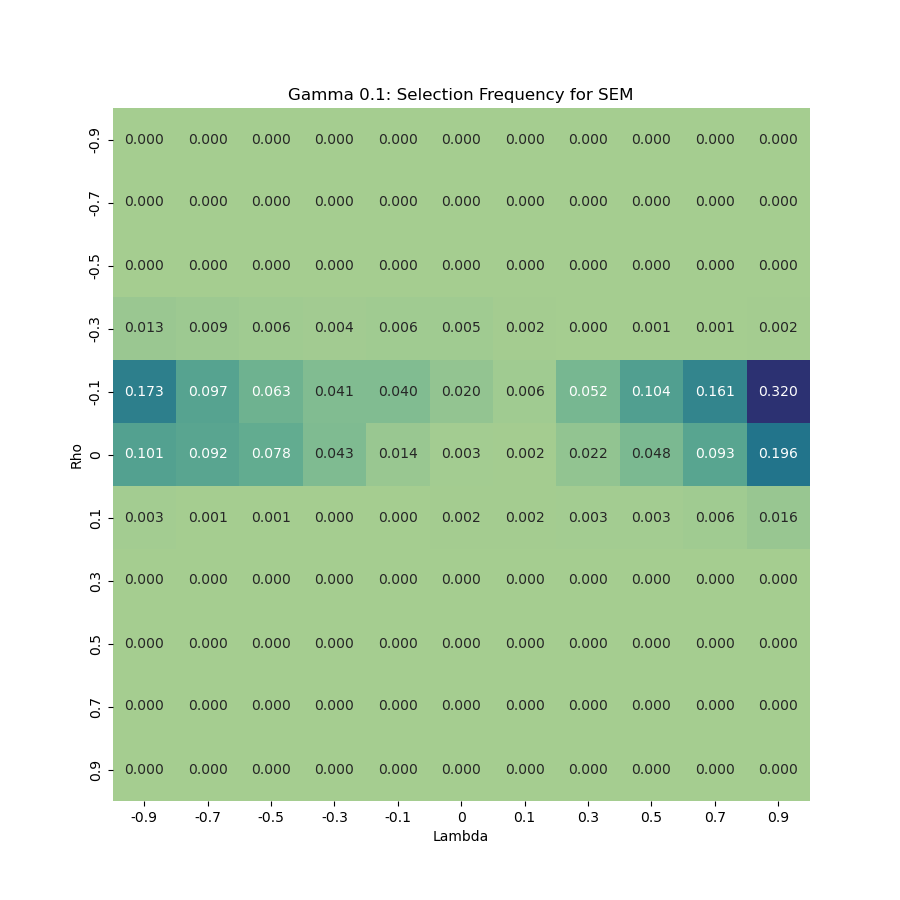 Gamma 0.1: Selection Frequency for SEM
-0.9 0.000 0.000 0.000 0.000 0.000 0.000 0.000 0.000 0.000 0.000 0.000
-0.7 0.000 0.000 0.000 0.000 0.000 0.000 0.000 0.000 0.000 0.000 0.000
-0.5 0.000 0.000 0.000 0.000 0.000 0.000 0.000 0.000 0.000 0.000 0.000
-0.3 0.013 0.009 0.006 0.004 0.006 0.005 0.002 0.000 0.001 0.001 0.002
-0.1 0.173 0.097 0.063 0.041 0.040 0.020 0.006 0.052 0.104 0.161 0.320
Rho
0 0.101 0.092 0.078 0.043 0.014 0.003 0.002 0.022 0.048 0.093 0.196
0.1 0.003 0.001 0.001 0.000 0.000 0.002 0.002 0.003 0.003 0.006 0.016
0.3 0.000 0.000 0.000 0.000 0.000 0.000 0.000 0.000 0.000 0.000 0.000
0.5 0.000 0.000 0.000 0.000 0.000 0.000 0.000 0.000 0.000 0.000 0.000
0.7 0.000 0.000 0.000 0.000 0.000 0.000 0.000 0.000 0.000 0.000 0.000
0.9 0.000 0.000 0.000 0.000 0.000 0.000 0.000 0.000 0.000 0.000 0.000
-0.9 -0.7 -0.5 -0.3 -0.1 0 0.1 0.3 0.5 0.7 0.9
Lambda